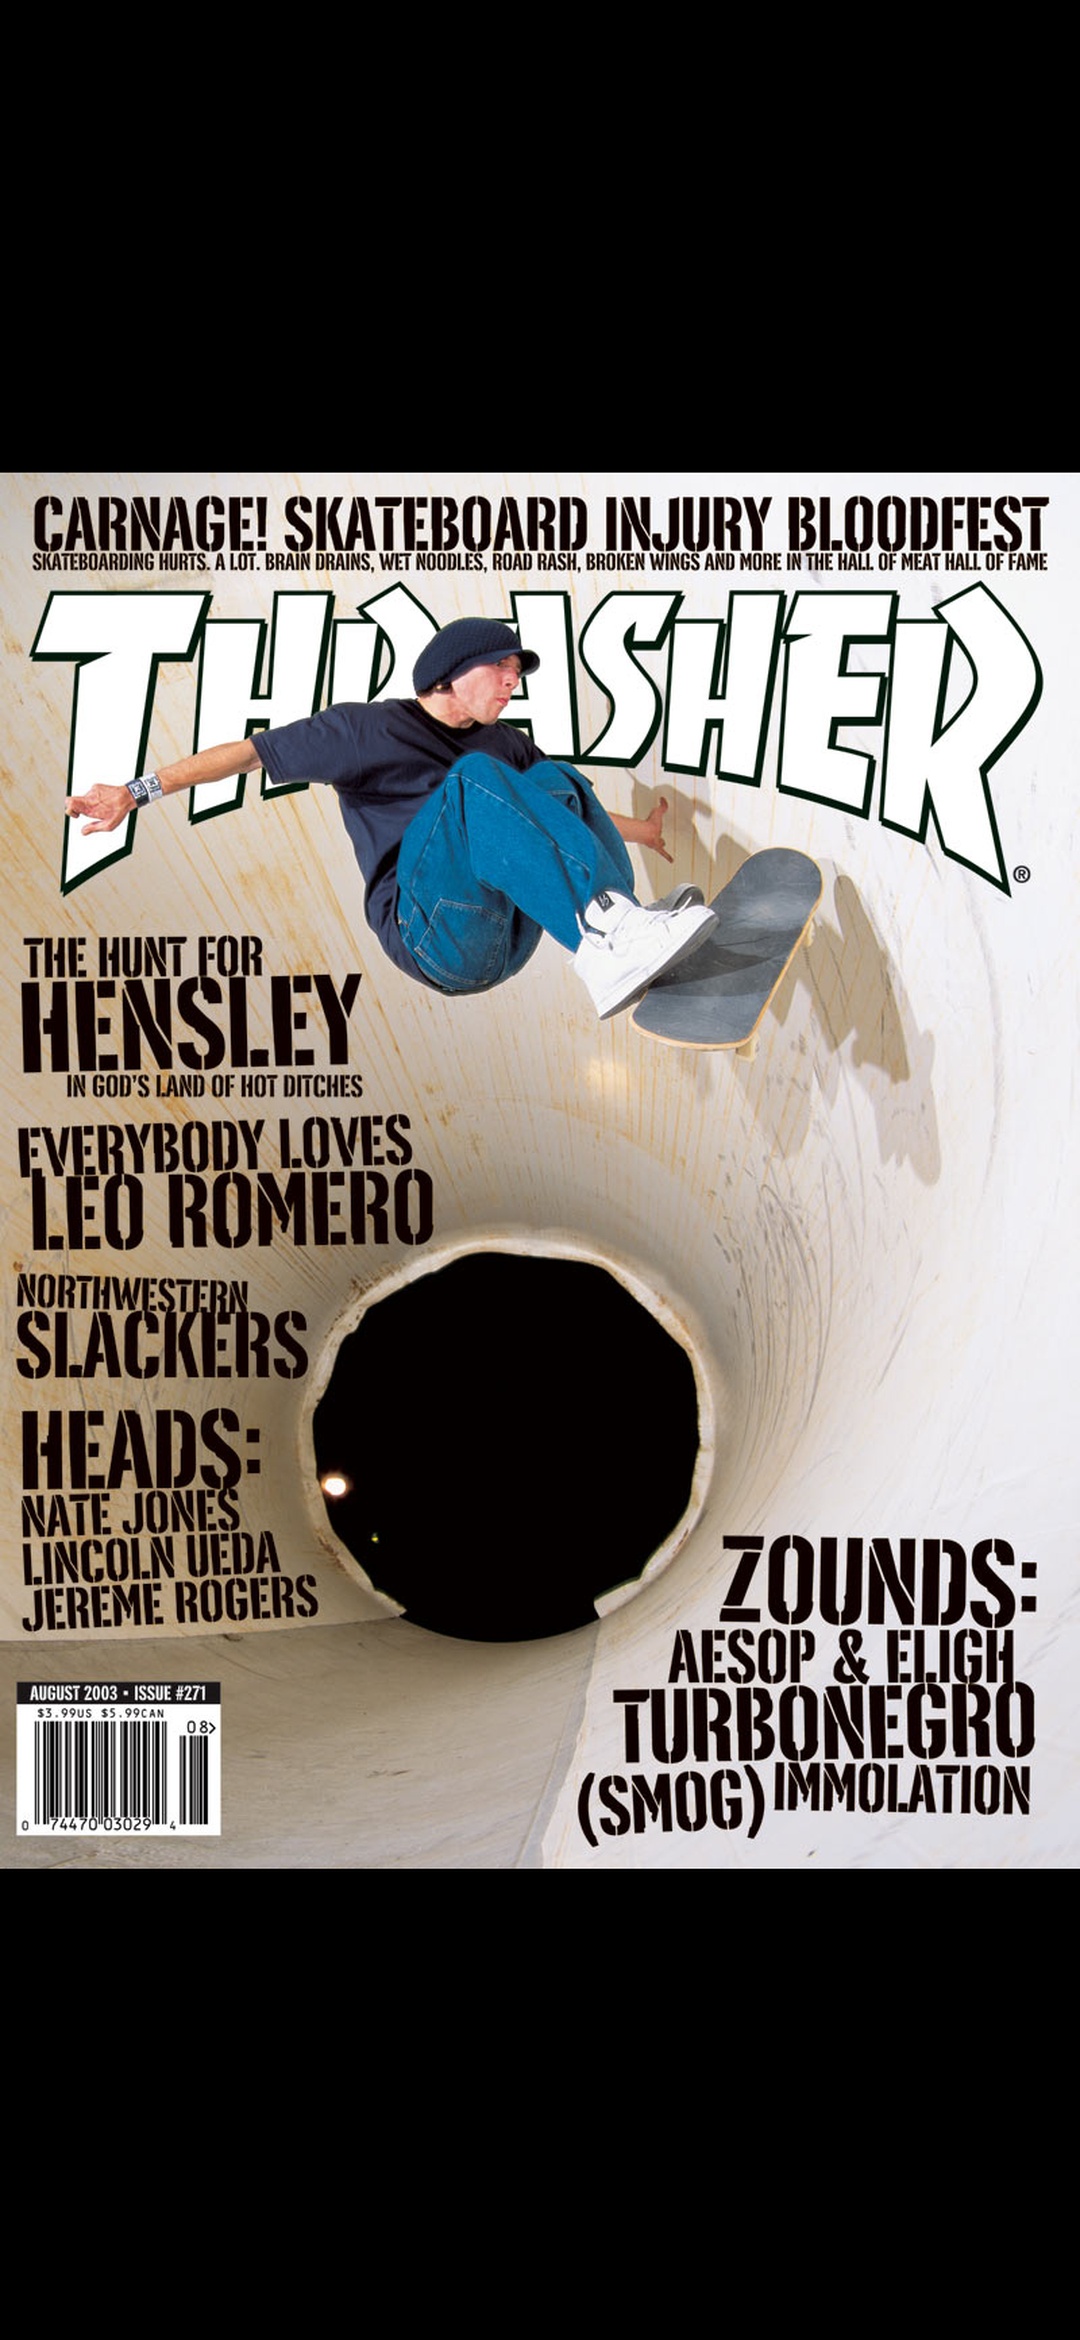 CARNAGE! SKATEBOARD INJURY BLOODFEST
SKATEBOARDING HURTS. A LOT. BRAIN DRAINS, WET NOODLES, ROAD RASH, BROKEN WINGS AND MORE IN THE HALL OF MEAT HALL OF FAME
THRASHER
®
THE HUNT FOR
HENSLEY
IN GOD'S LAND OF HOT DITCHES
EVERYBODY LOVES
LEO ROMERO
NORTHWESTERN
SLACKERS
HEADS:
NATE JONES
LINCOLN UEDA
JEREME ROGERS
ZOUNDS:
AESOP & ELIGH
TURBONEGRO
(SMOG) IMMOLATION
AUGUST 2003 • ISSUE #271
$3.99US $5.99CAN
08>
0 74470 03029 4